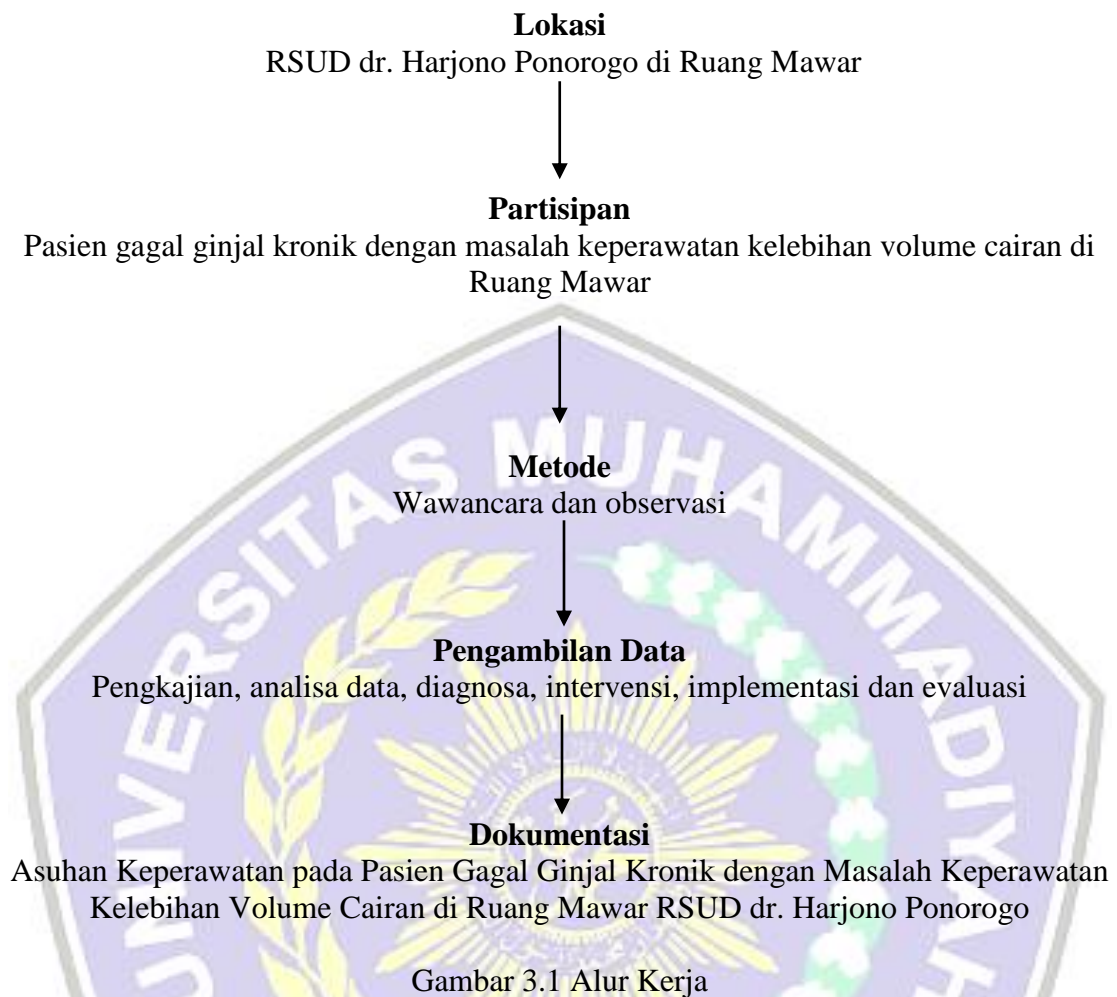 Lokasi
RSUD dr. Harjono Ponorogo di Ruang Mawar
Partisipan
Pasien gagal ginjal kronik dengan masalah keperawatan kelebihan volume cairan di
Ruang Mawar
Metode
Wawancara dan observasi
Pengambilan Data
Pengkajian, analisa data, diagnosa, intervensi, implementasi dan evaluasi
Dokumentasi
Asuhan Keperawatan pada Pasien Gagal Ginjal Kronik dengan Masalah Keperawatan
Kelebihan Volume Cairan di Ruang Mawar RSUD dr. Harjono Ponorogo
Gambar 3.1 Alur Kerja
UNIVERSITAS MUHAMMADIYAH